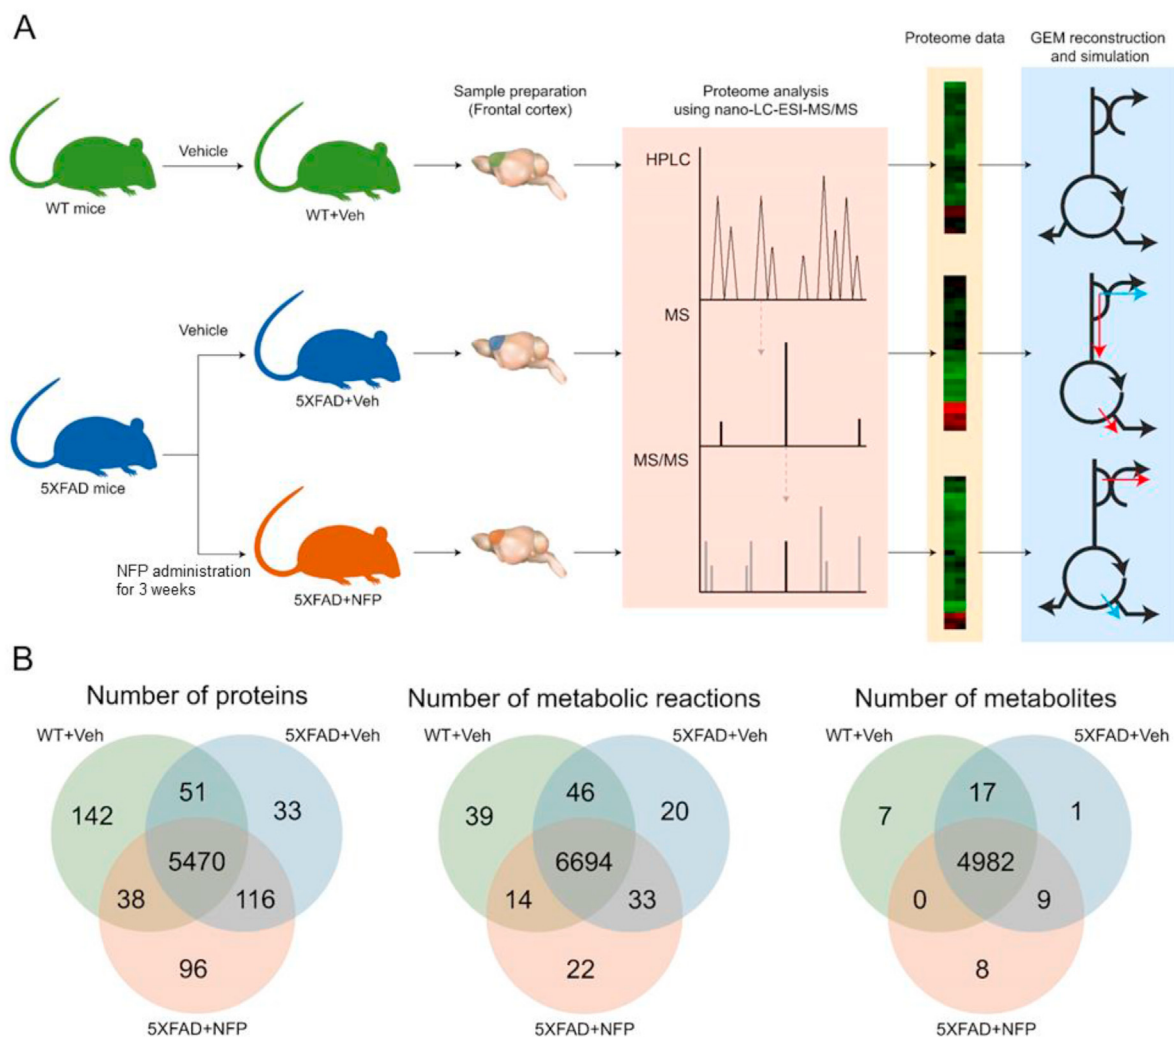 A
Proteome data
GEM reconstruction
and simulation
Sample preparation
(Frontal cortex)
Proteome analysis
using nano-LC-ESI-MS/MS
Vehicle
WT mice
WT+Veh
HPLC
MS
MS/MS
Vehicle
5XFAD+Veh
5XFAD mice
NFP administration
for 3 weeks
5XFAD+NFP
B
Number of proteins
WT+Veh
5XFAD+Veh
142
51
33
5470
38
116
96
5XFAD+NFP
Number of metabolic reactions
WT+Veh
5XFAD+Veh
39
46
20
6694
14
33
22
5XFAD+NFP
Number of metabolites
WT+Veh
5XFAD+Veh
7
17
1
4982
0
9
8
5XFAD+NFP